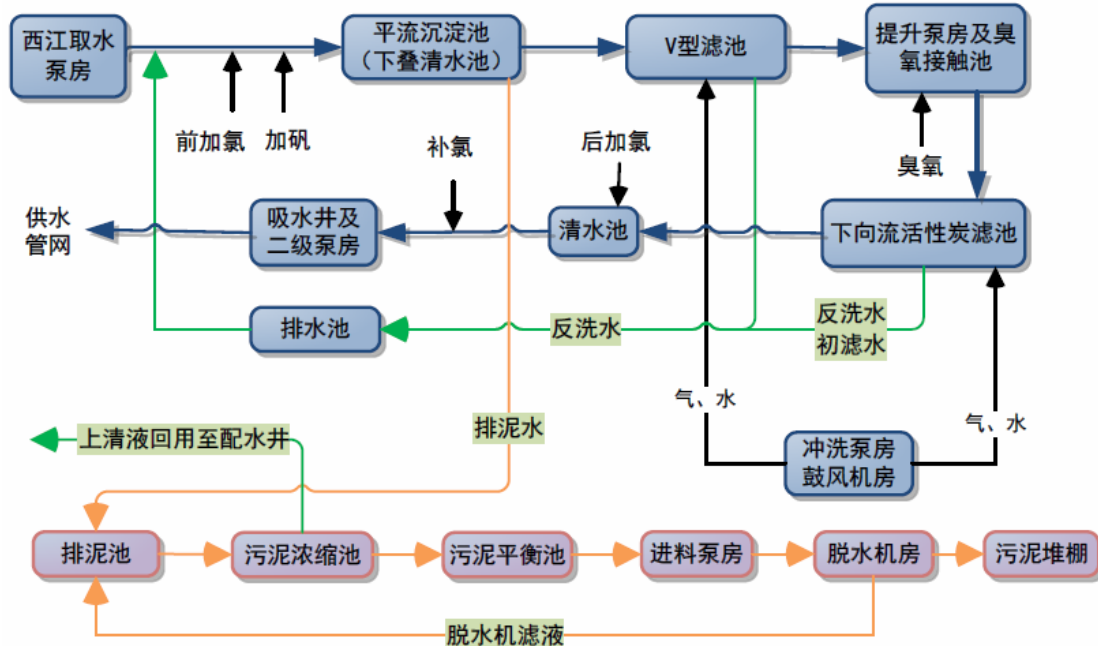 西江取水
泵房
平流沉淀池
（下叠清水池）
V型滤池
提升泵房及臭
氧接触池
前加氯
加矾
补氯
后加氯
臭氧
供水
管网
吸水井及
二级泵房
清水池
下向流活性炭滤池
排水池
反洗水
反洗水
初滤水
气、水
气、水
排泥水
上清液回用至配水井
冲洗泵房
鼓风机房
排泥池
污泥浓缩池
污泥平衡池
进料泵房
脱水机房
污泥堆棚
脱水机滤液